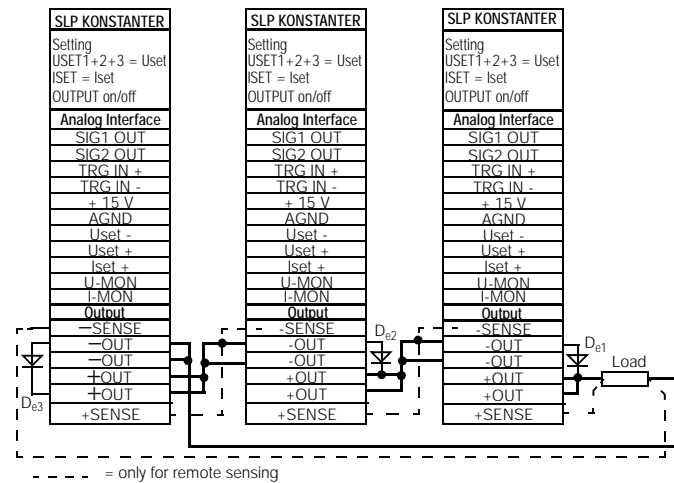 SLP KONSTANTER
Setting
USET1+2+3 = Uset
ISET = Iset
OUTPUT on/off
Analog Interface
SIG1 OUT
SIG2 OUT
TRG IN +
TRG IN -
+ 15 V
AGND
Uset -
Uset +
Iset +
U-MON
I-MON
Output
—SENSE
—OUT
—OUT
+OUT
+OUT
+SENSE
De3
SLP KONSTANTER
Setting
USET1+2+3 = Uset
ISET = Iset
OUTPUT on/off
Analog Interface
SIG1 OUT
SIG2 OUT
TRG IN +
TRG IN -
+ 15 V
AGND
Uset -
Uset +
Iset +
U-MON
I-MON
Output
-SENSE
-OUT
-OUT
+OUT
+OUT
+SENSE
De2
SLP KONSTANTER
Setting
USET1+2+3 = Uset
ISET = Iset
OUTPUT on/off
Analog Interface
SIG1 OUT
SIG2 OUT
TRG IN +
TRG IN -
+ 15 V
AGND
Uset -
Uset +
Iset +
U-MON
I-MON
Output
-SENSE
-OUT
-OUT
+OUT
+OUT
+SENSE
De1
Load
= only for remote sensing